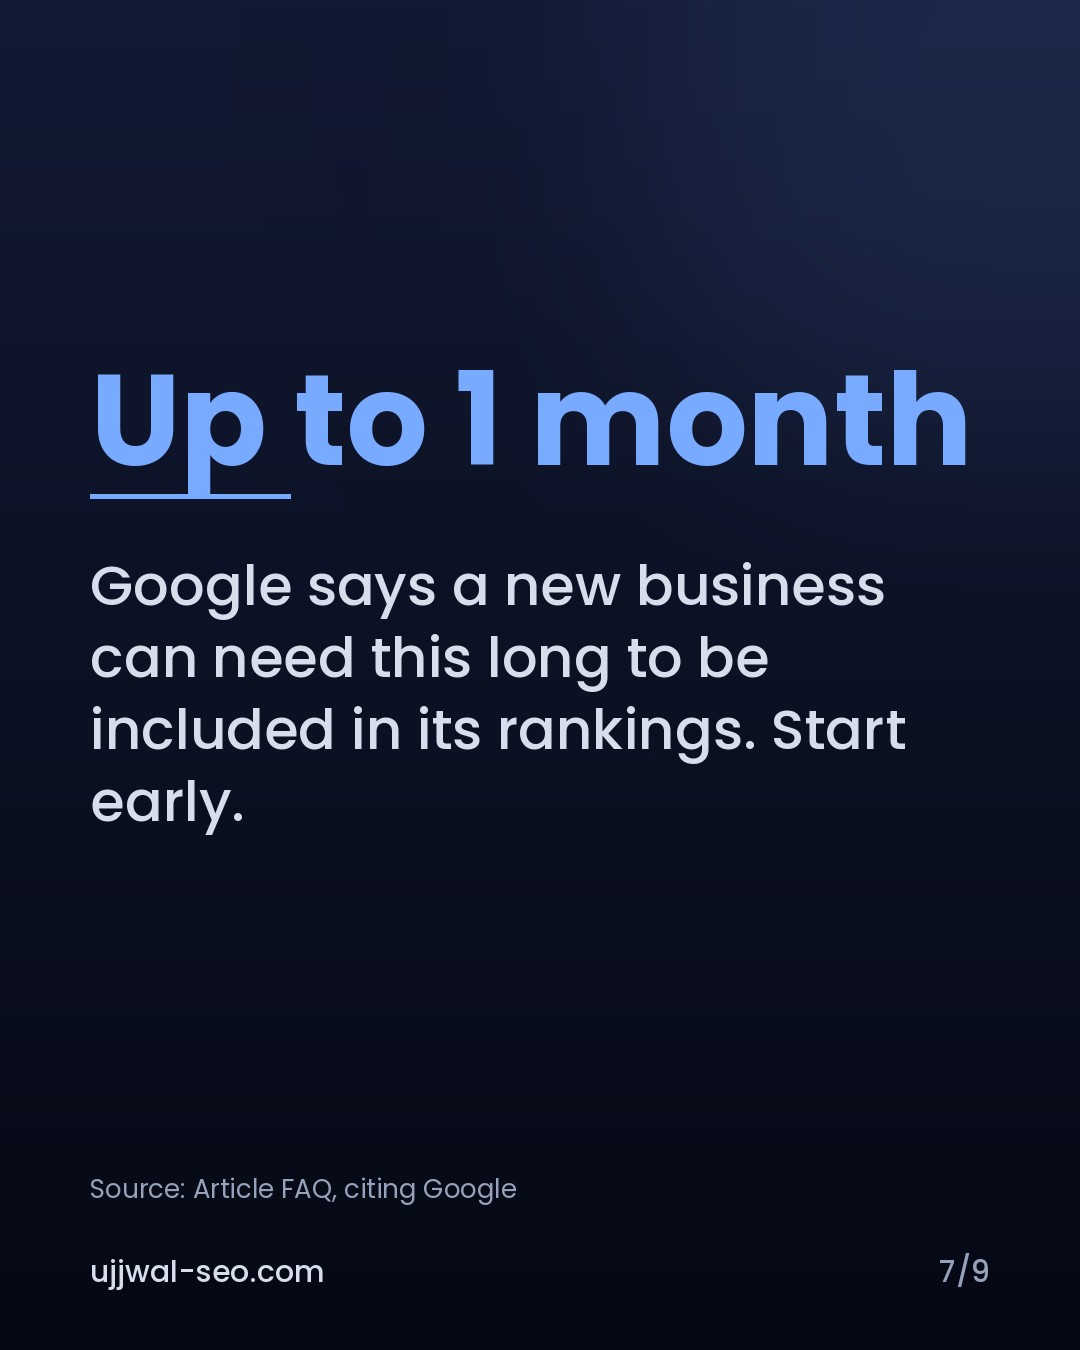 Up to 1 month
Google says a new business
can need this long to be
included in its rankings. Start
early.
Source: Article FAQ, citing Google
ujjwal-seo.com
7/9